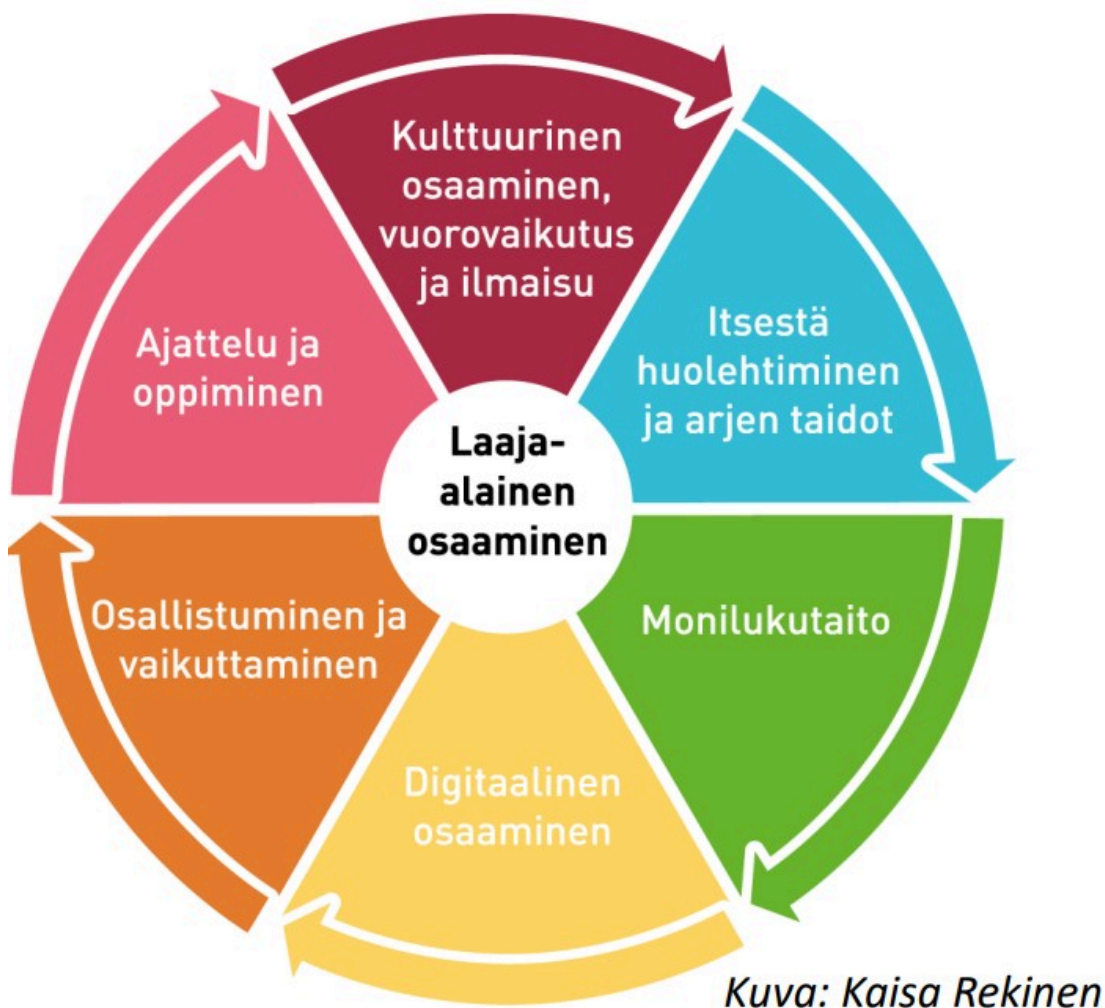 Kulttuurinen
osaaminen,
vuorovaikutus
ja ilmaisu
Itsestä
huolehtiminen
ja arjen taidot
Monilukutaito
Digitaalinen
osaaminen
Osallistuminen ja
vaikuttaminen
Ajattelu ja
oppiminen
Laaja-
alainen
osaaminen
Kuva: Kaisa Rekinen